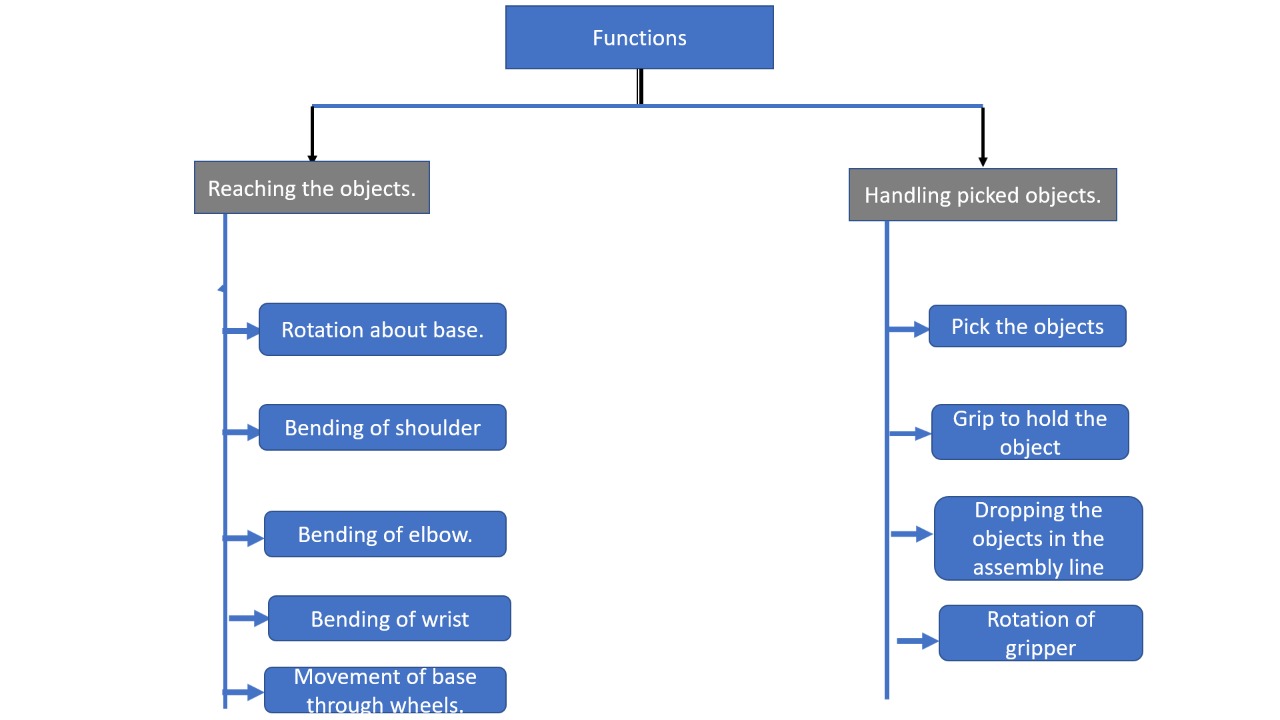 Functions
Reaching the objects.
Handling picked objects.
Rotation about base.
Bending of shoulder
Bending of elbow.
Bending of wrist
Movement of base
through wheels.
Pick the objects
Grip to hold the
object
Dropping the
objects in the
assembly line
Rotation of
gripper